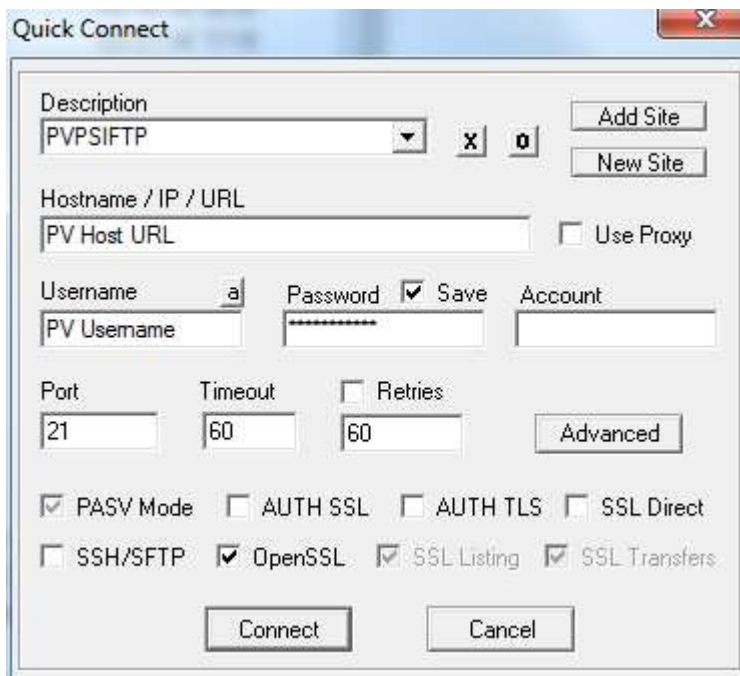 Quick Connect
X
Description
Add Site
PVPSIFTP
X
O
New Site
Hostname / IP / URL
PV Host URL
Use Proxy
Username
a
Password
Save
Account
PV Username
***********
Port
Timeout
Retries
21
60
60
Advanced
PASV Mode
AUTH SSL
AUTH TLS
SSL Direct
SSH/SFTP
OpenSSL
SSL Listing
SSL Transfers
Connect
Cancel